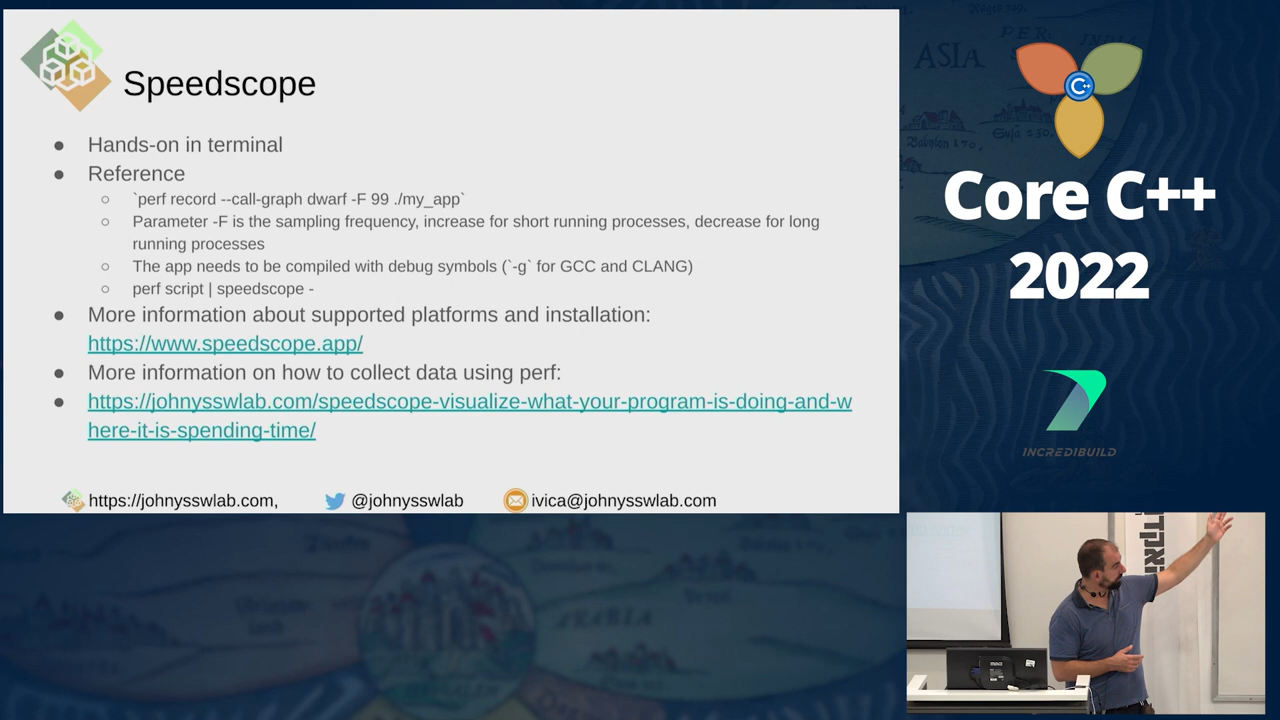 Speedscope
● Hands-on in terminal
● Reference
○ `perf record --call-graph dwarf -F 99 ./my_app`
○ Parameter -F is the sampling frequency, increase for short running processes, decrease for long
running processes
○ The app needs to be compiled with debug symbols (`-g` for GCC and CLANG)
○ perf script | speedscope -
● More information about supported platforms and installation:
https://www.speedscope.app/
● More information on how to collect data using perf:
● https://johnysswlab.com/speedscope-visualize-what-your-program-is-doing-and-w
here-it-is-spending-time/
https://johnysswlab.com,
@johnysswlab
ivica@johnysswlab.com
ASIA
PER
INDIA
C++
Core C++
2022
INCREDIBUILD